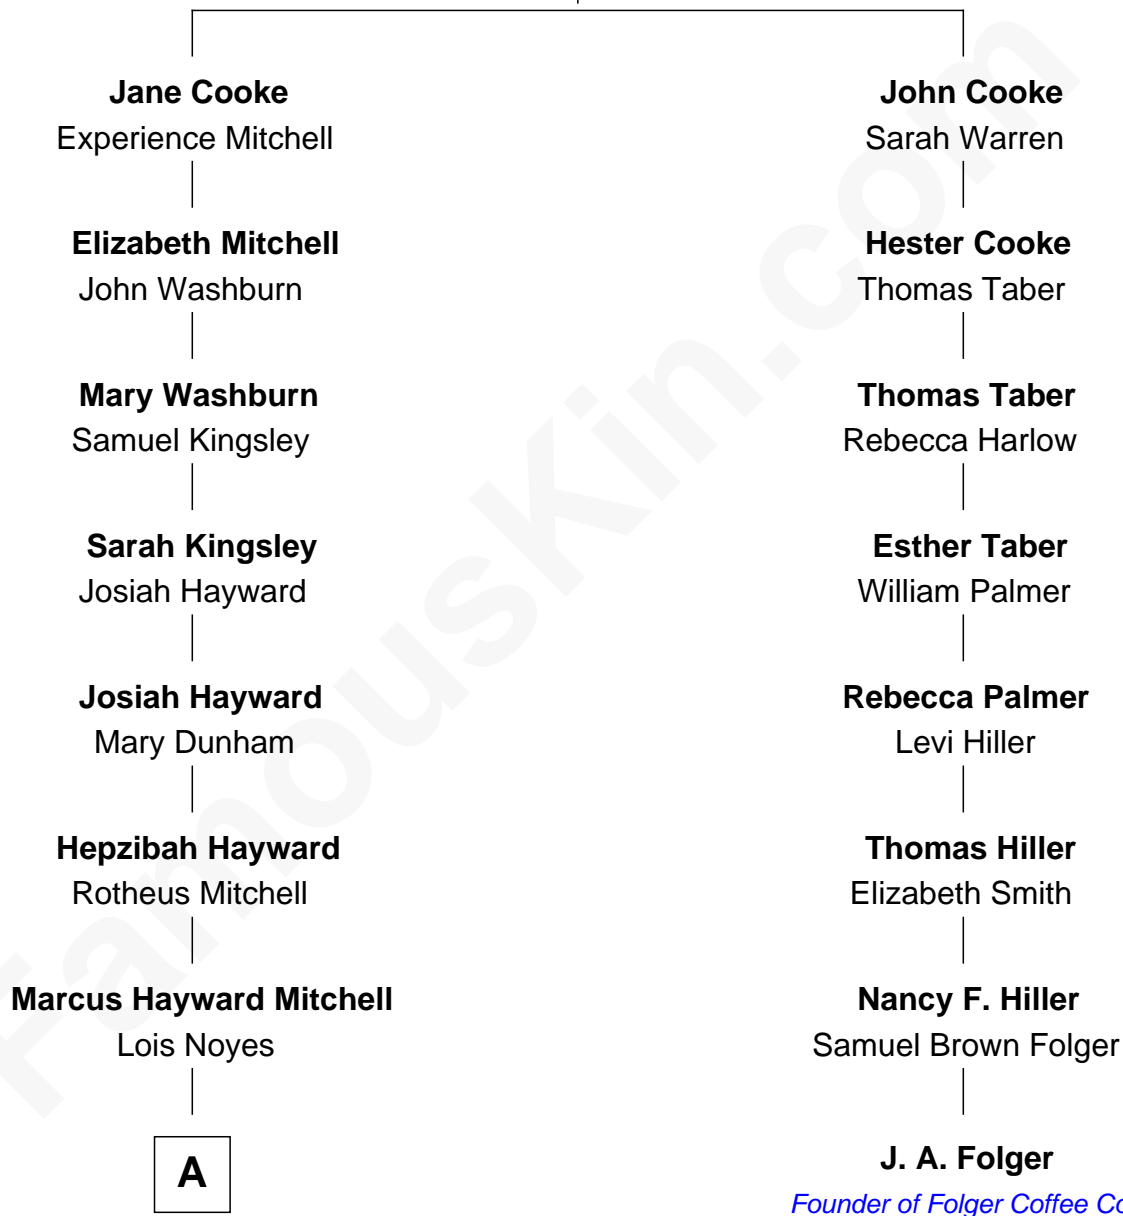 Jane Cooke
Experience Mitchell
John Cooke
Sarah Warren
Elizabeth Mitchell
John Washburn
Hester Cooke
Thomas Taber
Mary Washburn
Samuel Kingsley
Thomas Taber
Rebecca Harlow
Sarah Kingsley
Josiah Hayward
Esther Taber
William Palmer
Josiah Hayward
Mary Dunham
Rebecca Palmer
Levi Hiller
Hepzibah Hayward
Rotheus Mitchell
Thomas Hiller
Elizabeth Smith
Marcus Hayward Mitchell
Lois Noyes
Nancy F. Hiller
Samuel Brown Folger
A
J. A. Folger
Founder of Folger Coffee Co
FamousKin.com